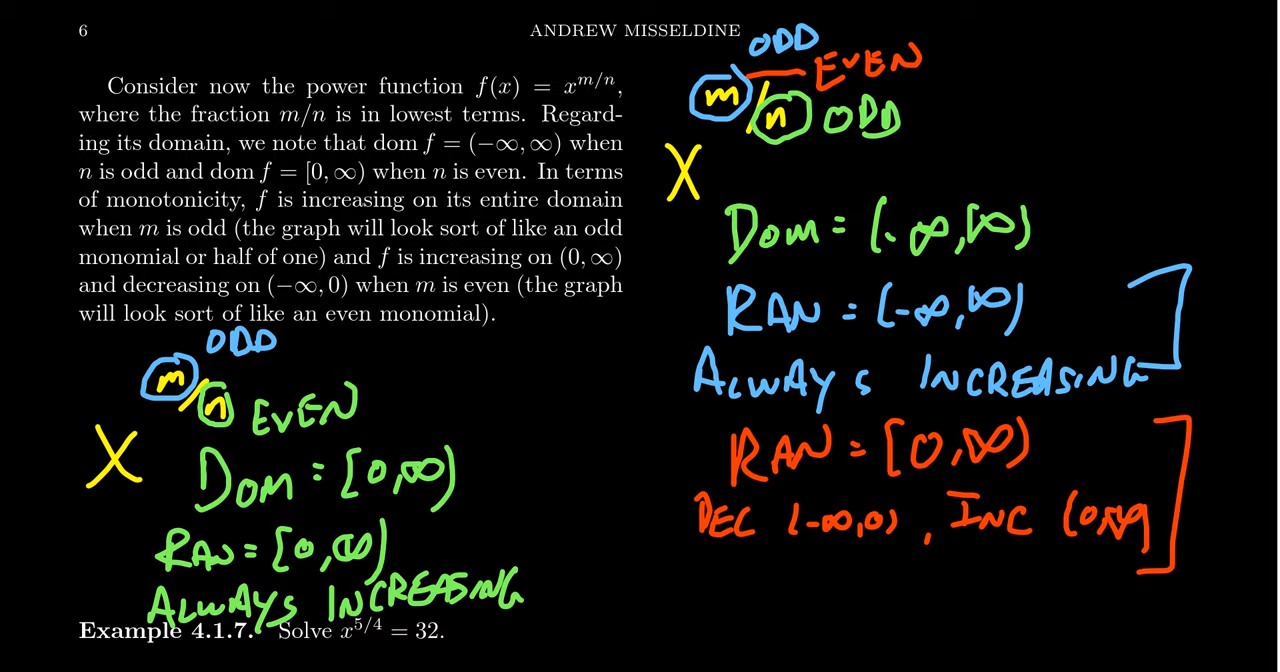 6
ANDREW MISSELDINE
Consider now the power function f(x) = x^{m/n},
where the fraction m/n is in lowest terms. Regard-
ing its domain, we note that dom f = (−∞, ∞) when
n is odd and dom f = [0, ∞) when n is even. In terms
of monotonicity, f is increasing on its entire domain
when m is odd (the graph will look sort of like an odd
monomial or half of one) and f is increasing on (0, ∞)
and decreasing on (−∞, 0) when m is even (the graph
will look sort of like an even monomial).
ODD
m/n EVEN
X
DOM = [0,∞)
RAN = [0,∞)
ALWAYS INCREASING
Example 4.1.7. Solve x^{5/4} = 32.
ODD
EVEN
m/n ODD
X
DOM = (-∞,∞)
RAN = (-∞,∞)
ALWAYS INCREASING
RAN = [0,∞)
DEC (-∞,0), INC (0,∞)